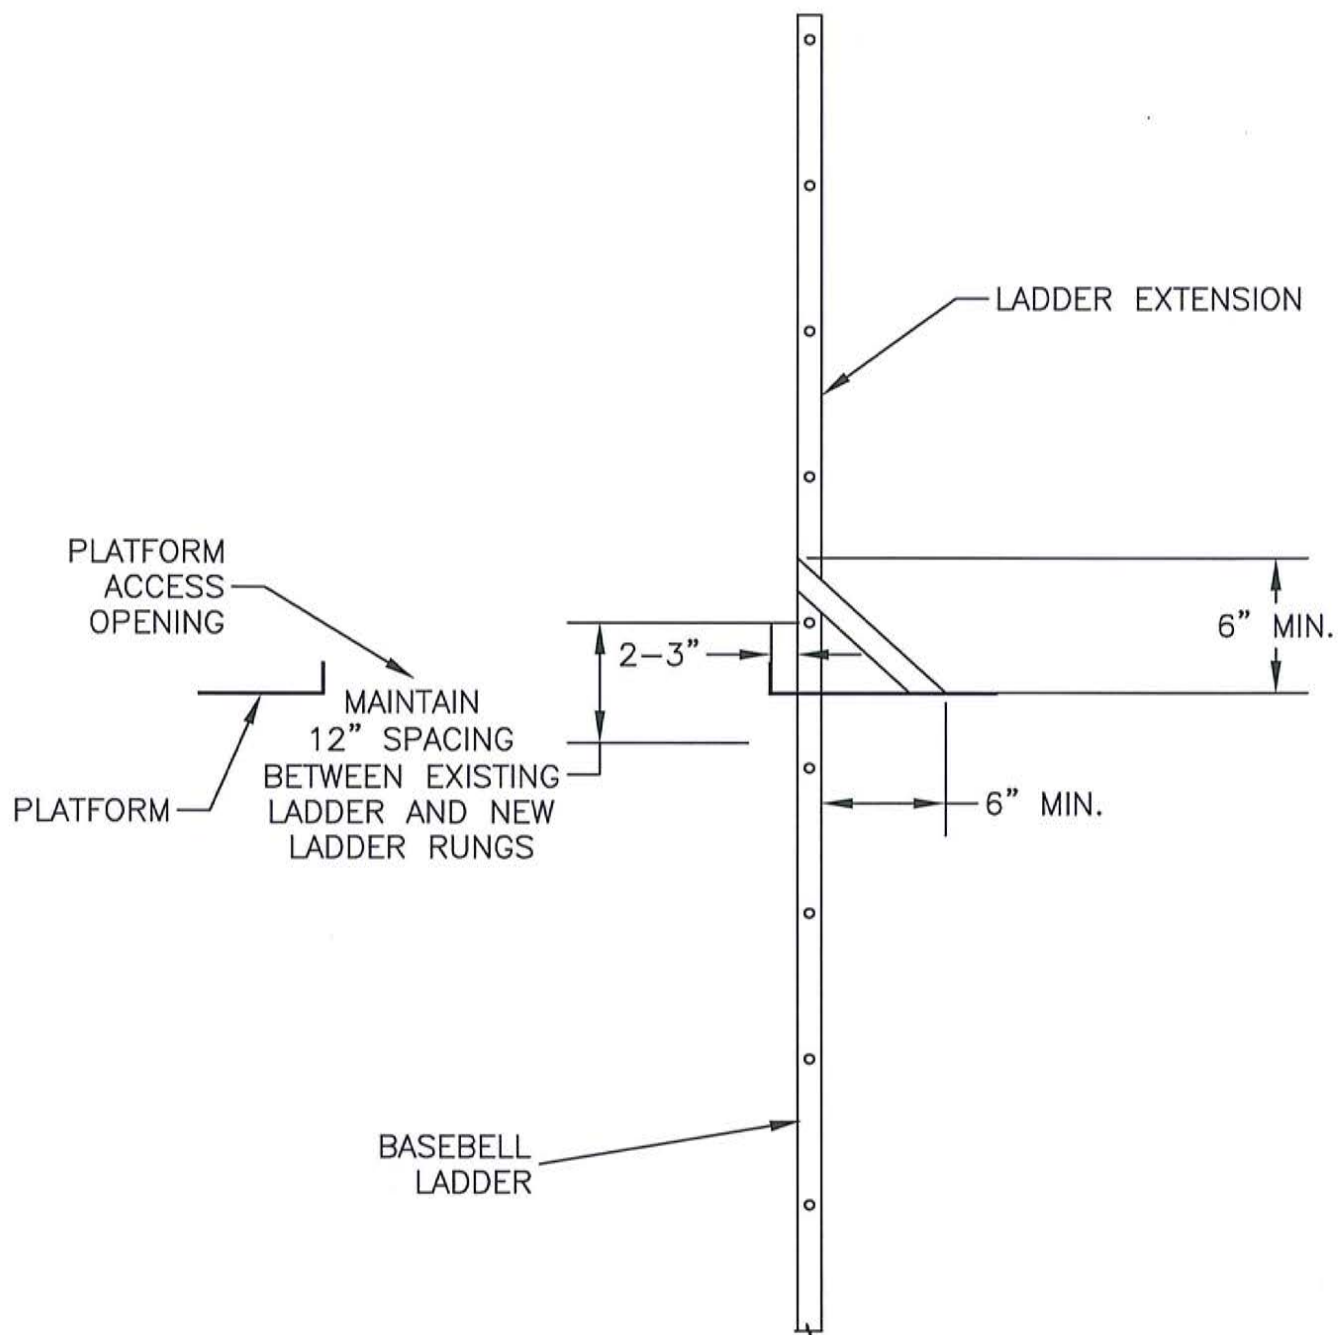 LADDER EXTENSION
PLATFORM
ACCESS
OPENING
6” MIN.
2–3”
MAINTAIN
12” SPACING
BETWEEN EXISTING
LADDER AND NEW
LADDER RUNGS
PLATFORM
6” MIN.
BASEBELL
LADDER